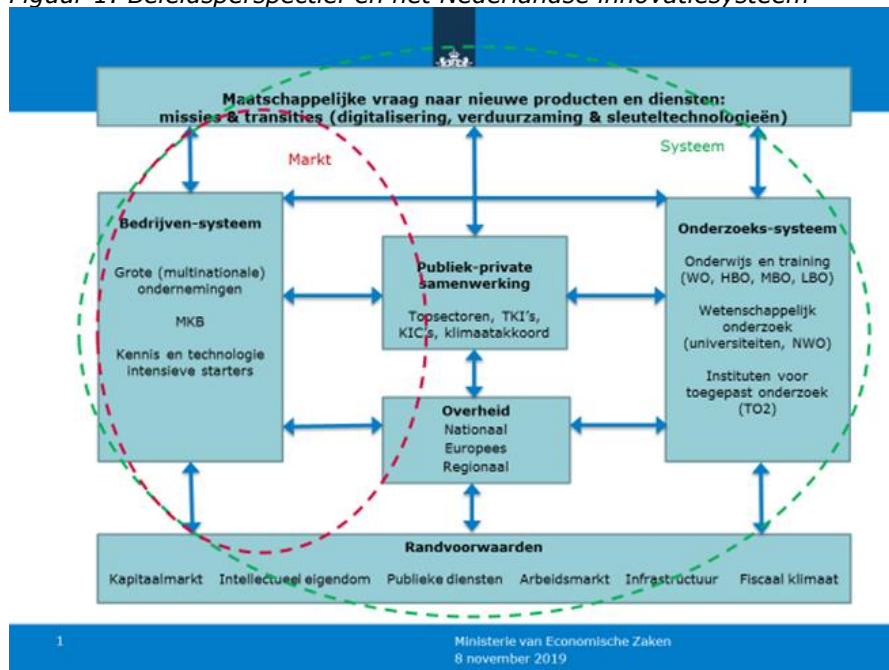 Figuur 1: Beleidsperspectief en het Nederlandse innovatiesysteem
Maatschappelijke vraag naar nieuwe producten en diensten:
missies & transities (digitalisering, verduurzaming & sleuteltechnologieën)
Markt
Systeem
Bedrijven-systeem
Grote (multinationale)
ondernemingen
MKB
Kennis en technologie
intensieve starters
Publiek-private
samenwerking
Topsectoren, TKI's,
KIC's, klimaatakkoord
Overheid
Nationaal
Europees
Regionaal
Onderzoeks-systeem
Onderwijs en training
(WO, HBO, MBO, LBO)
Wetenschappelijk
onderzoek
(universiteiten, NWO)
Instituten voor
toegepast onderzoek
(TO2)
Randvoorwaarden
Kapitaalmarkt Intellectueel eigendom Publieke diensten Arbeidsmarkt Infrastructuur Fiscaal klimaat
1
Ministerie van Economische Zaken
8 november 2019